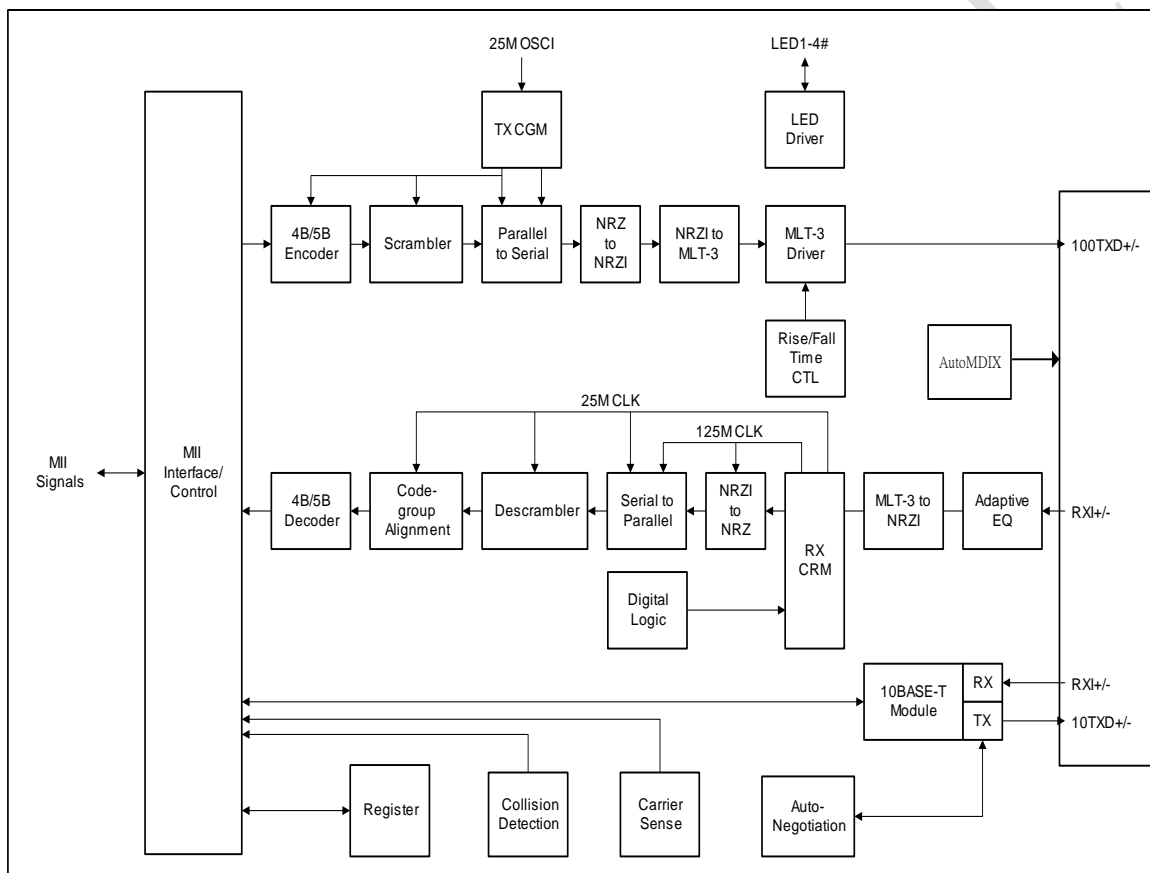 25M OSCI
LED1-4#
TX CGM
LED
Driver
4B/5B
Encoder
Scrambler
Parallel
to Serial
NRZ
to
NRZI
NRZI to
MLT-3
MLT-3
Driver
100TXD+/-
Rise/Fall
Time
CTL
AutoMDIX
25M CLK
125M CLK
MII
Signals
MII
Interface/
Control
4B/5B
Decoder
Code-
group
Alignment
Descrambler
Serial to
Parallel
NRZI
to
NRZ
RX
CRM
MLT-3 to
NRZI
Adaptive
EQ
RXI+/-
Digital
Logic
10BASE-T
Module
RX
TX
RXI+/-
10TXD+/-
Register
Collision
Detection
Carrier
Sense
Auto-
Negotiation